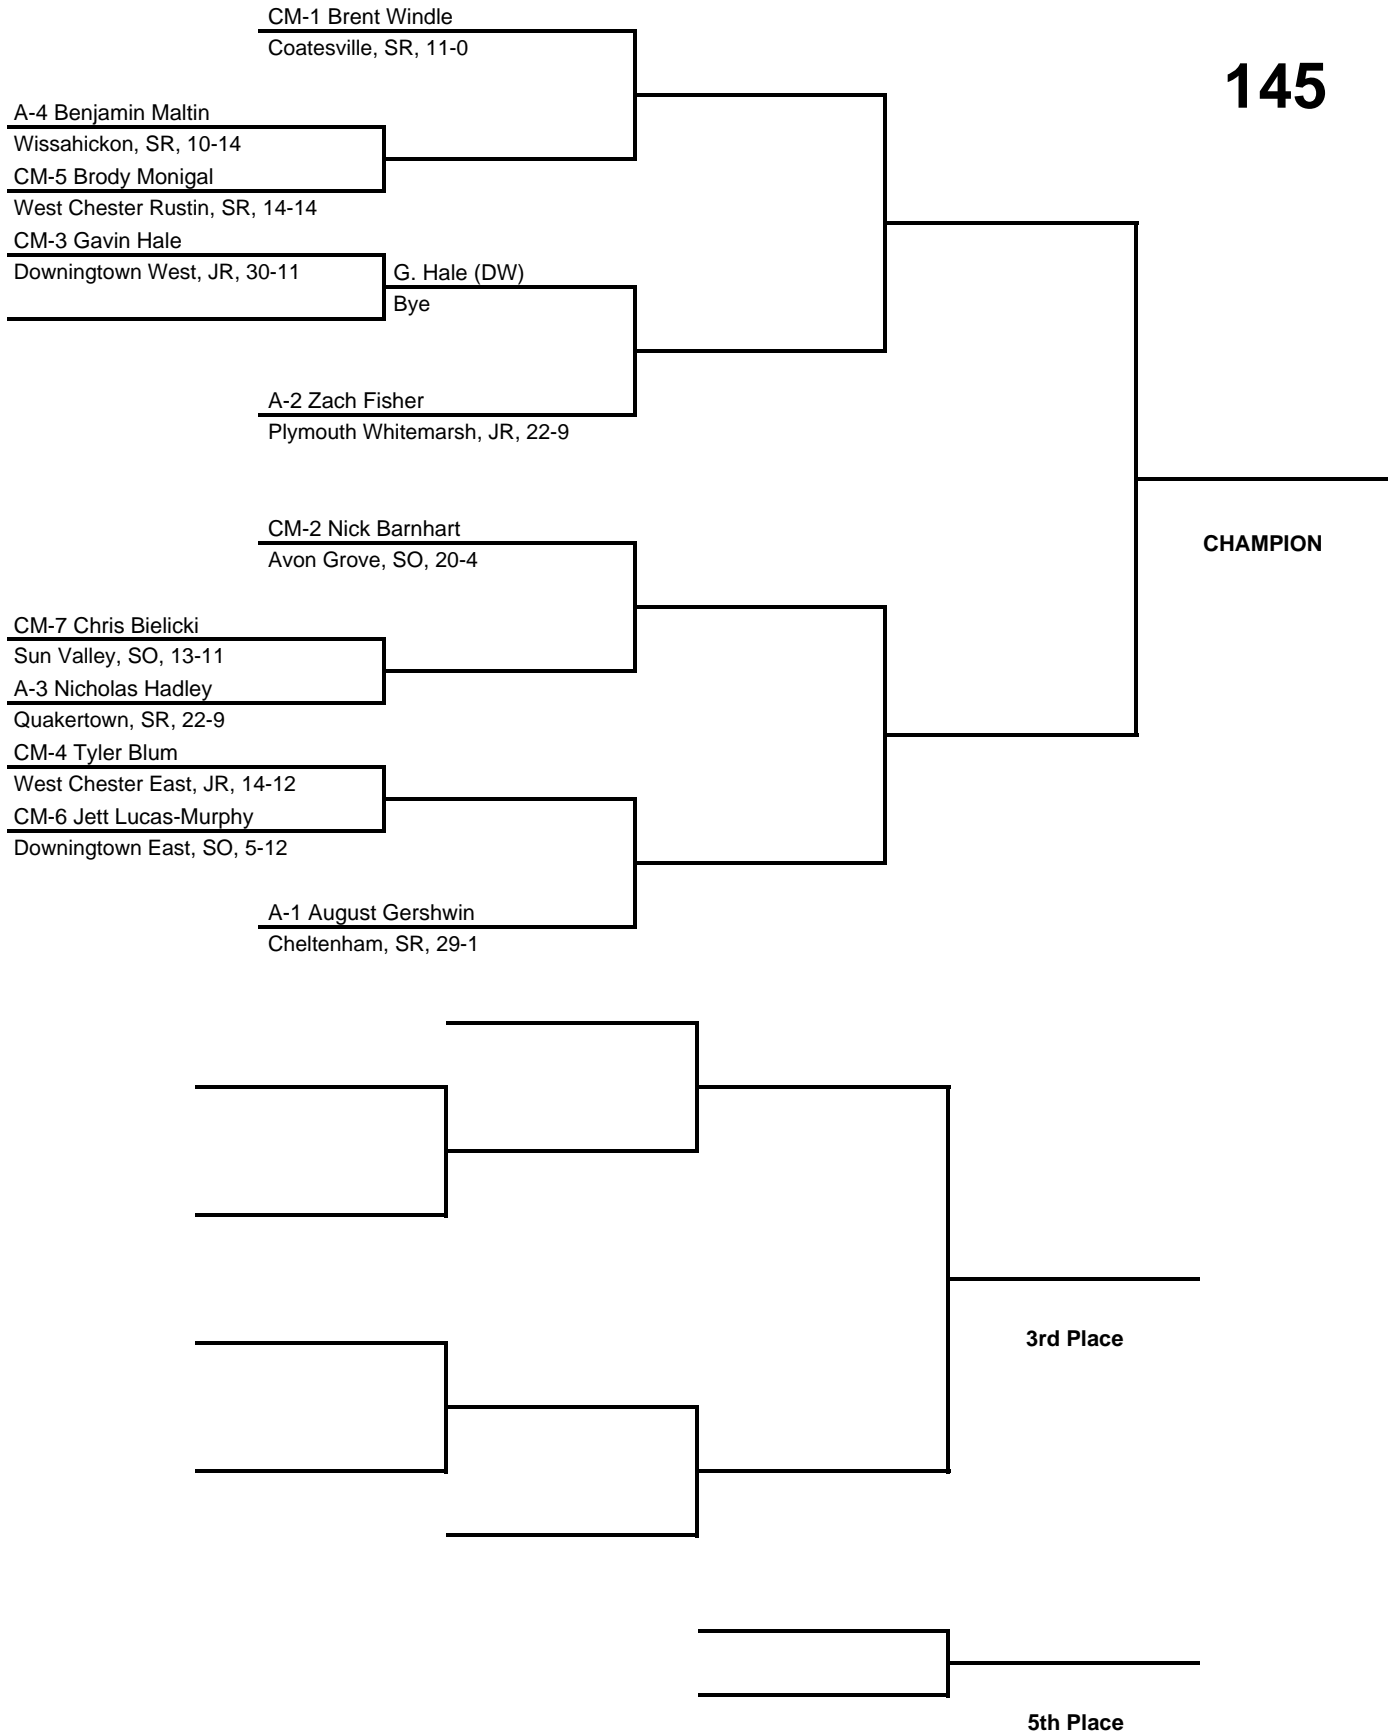 CM-1 Brent Windle
Coatesville, SR, 11-0
145
A-4 Benjamin Maltin
Wissahickon, SR, 10-14
CM-5 Brody Monigal
West Chester Rustin, SR, 14-14
CM-3 Gavin Hale
Downingtown West, JR, 30-11
G. Hale (DW)
Bye
A-2 Zach Fisher
Plymouth Whitemarsh, JR, 22-9
CM-2 Nick Barnhart
Avon Grove, SO, 20-4
CHAMPION
CM-7 Chris Bielicki
Sun Valley, SO, 13-11
A-3 Nicholas Hadley
Quakertown, SR, 22-9
CM-4 Tyler Blum
West Chester East, JR, 14-12
CM-6 Jett Lucas-Murphy
Downingtown East, SO, 5-12
A-1 August Gershwin
Cheltenham, SR, 29-1
3rd Place
5th Place